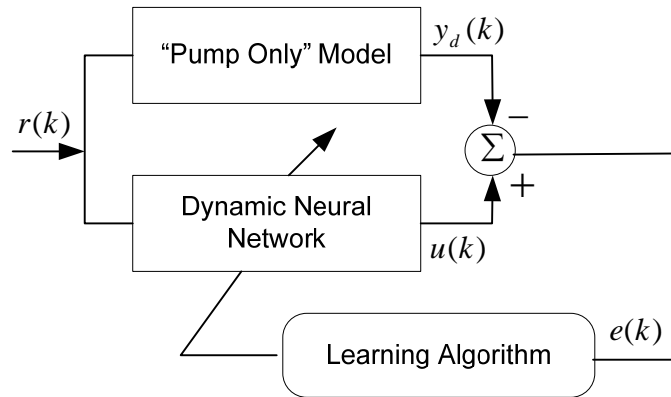 “Pump Only” Model
y_d(k)
r(k)
−
Σ
+
Dynamic Neural
Network
u(k)
Learning Algorithm
e(k)